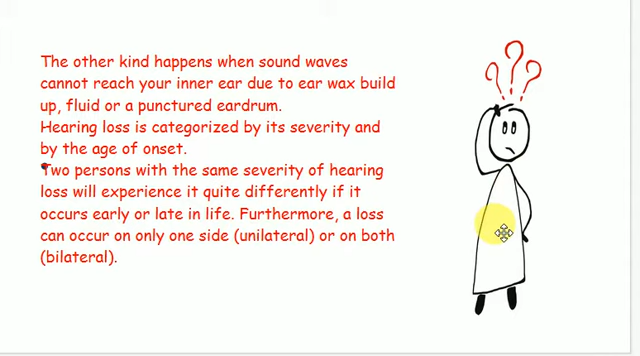 The other kind happens when sound waves
cannot reach your inner ear due to ear wax build
up, fluid or a punctured eardrum.
Hearing loss is categorized by its severity and
by the age of onset.
Two persons with the same severity of hearing
loss will experience it quite differently if it
occurs early or late in life. Furthermore, a loss
can occur on only one side (unilateral) or on both
(bilateral).
???